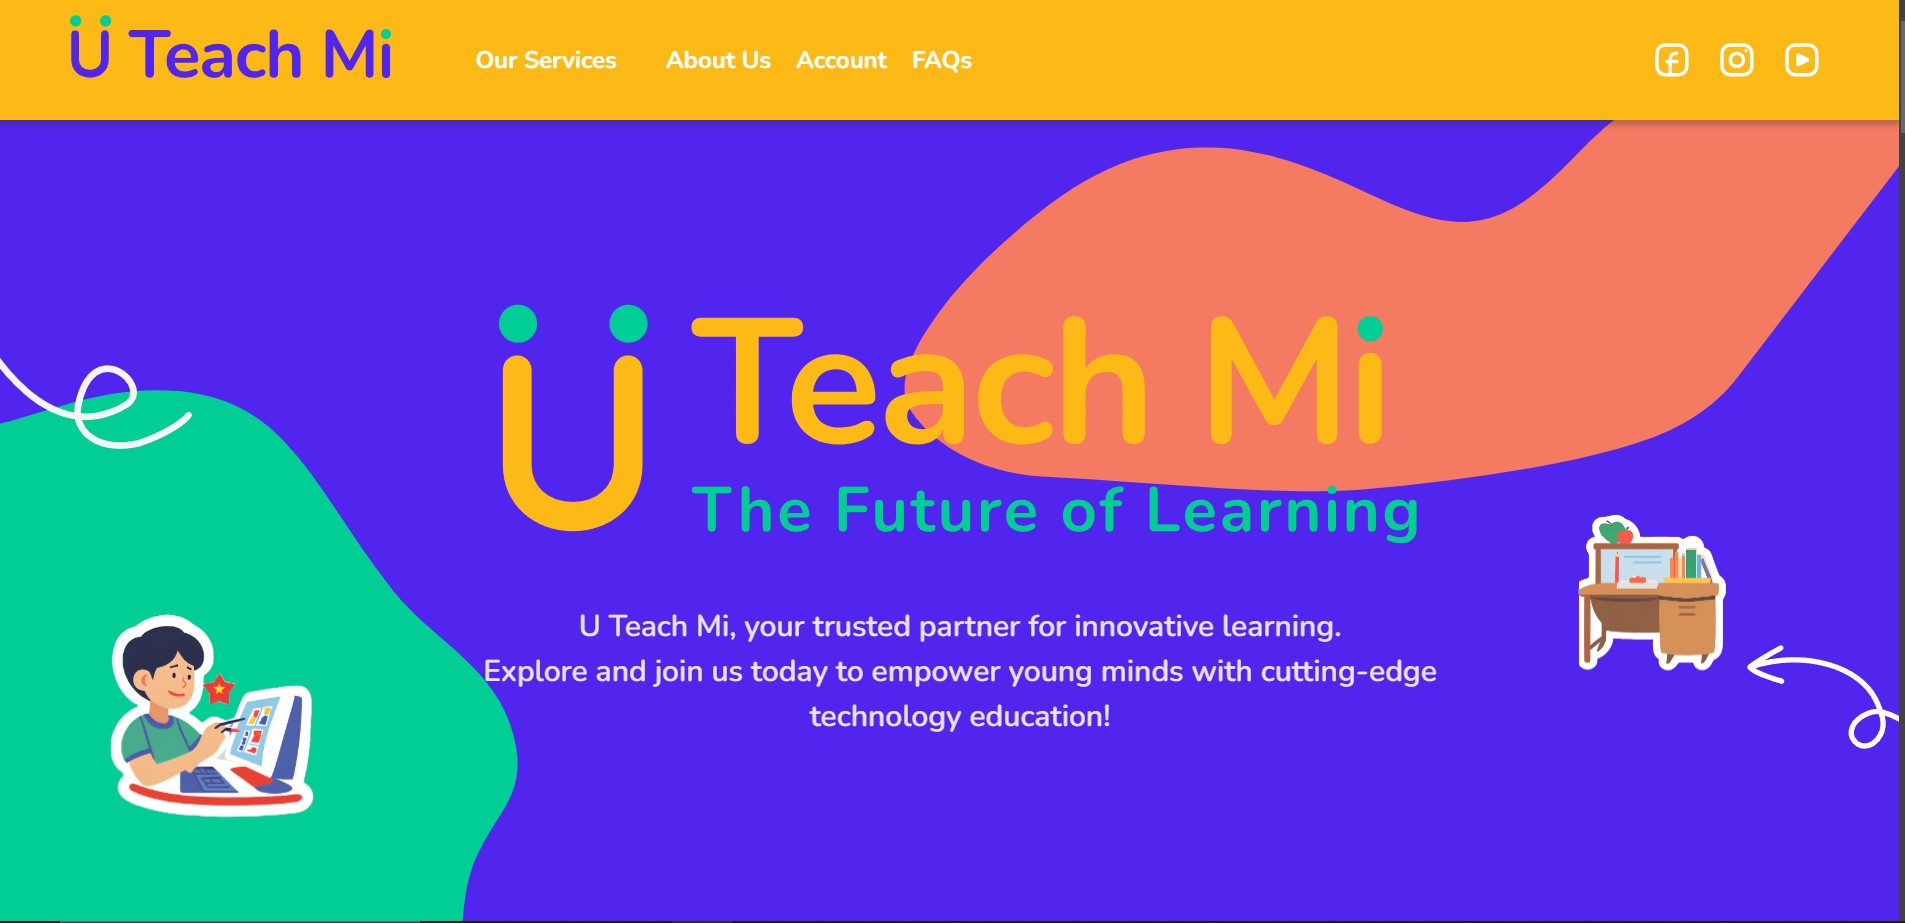 Ü Teach Mi
Our Services About Us Account FAQs
Ü Teach Mi
The Future of Learning
U Teach Mi, your trusted partner for innovative learning.
Explore and join us today to empower young minds with cutting-edge
technology education!